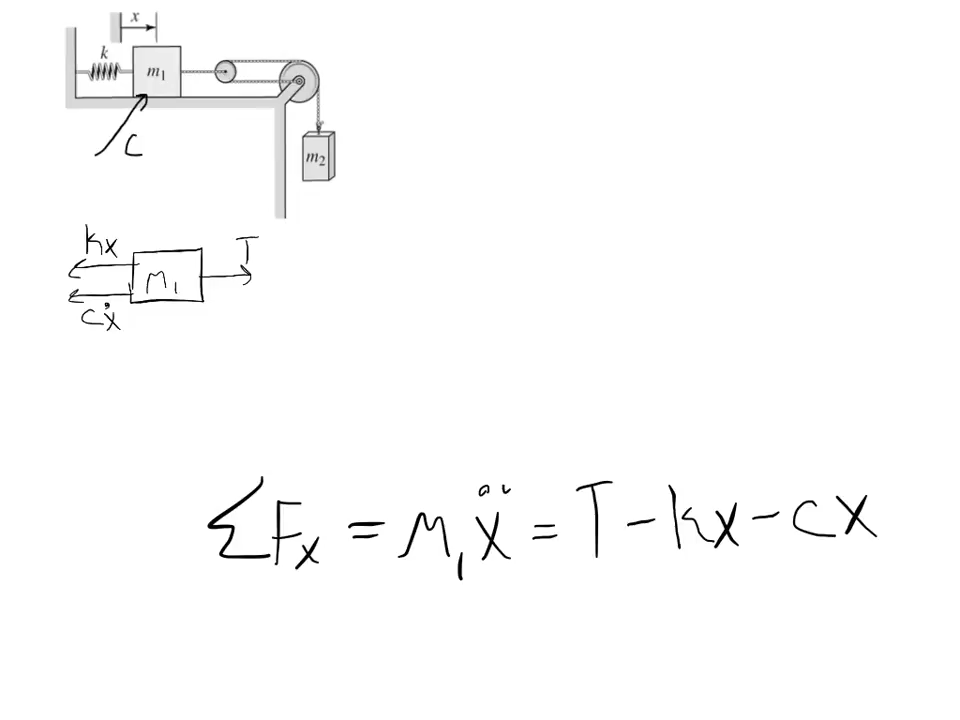 x
k
m₁
m₂
C
kx
T
M₁
cẋ
ΣFₓ = M₁ẍ = T - kx - cx